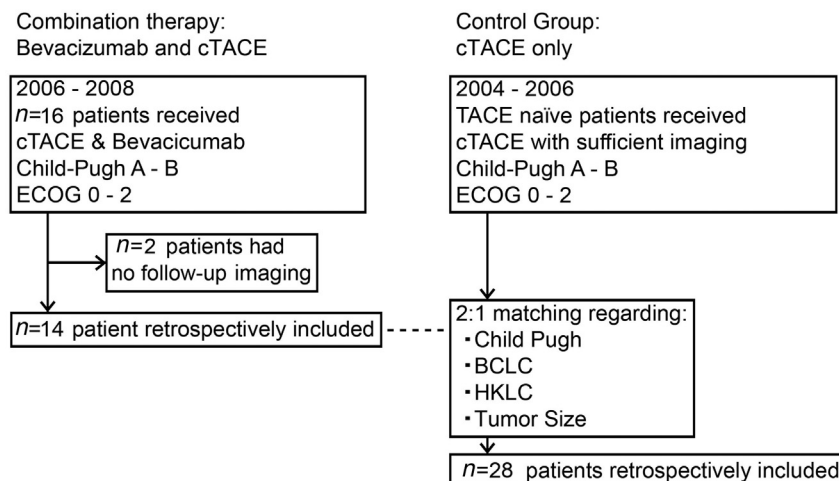 Combination therapy:
Bevacizumab and cTACE
2006 - 2008
n=16 patients received
cTACE & Bevacicumab
Child-Pugh A - B
ECOG 0 - 2
n=2 patients had
no follow-up imaging
n=14 patient retrospectively included
Control Group:
cTACE only
2004 - 2006
TACE naïve patients received
cTACE with sufficient imaging
Child-Pugh A - B
ECOG 0 - 2
2:1 matching regarding:
· Child Pugh
· BCLC
· HKLC
· Tumor Size
n=28 patients retrospectively included